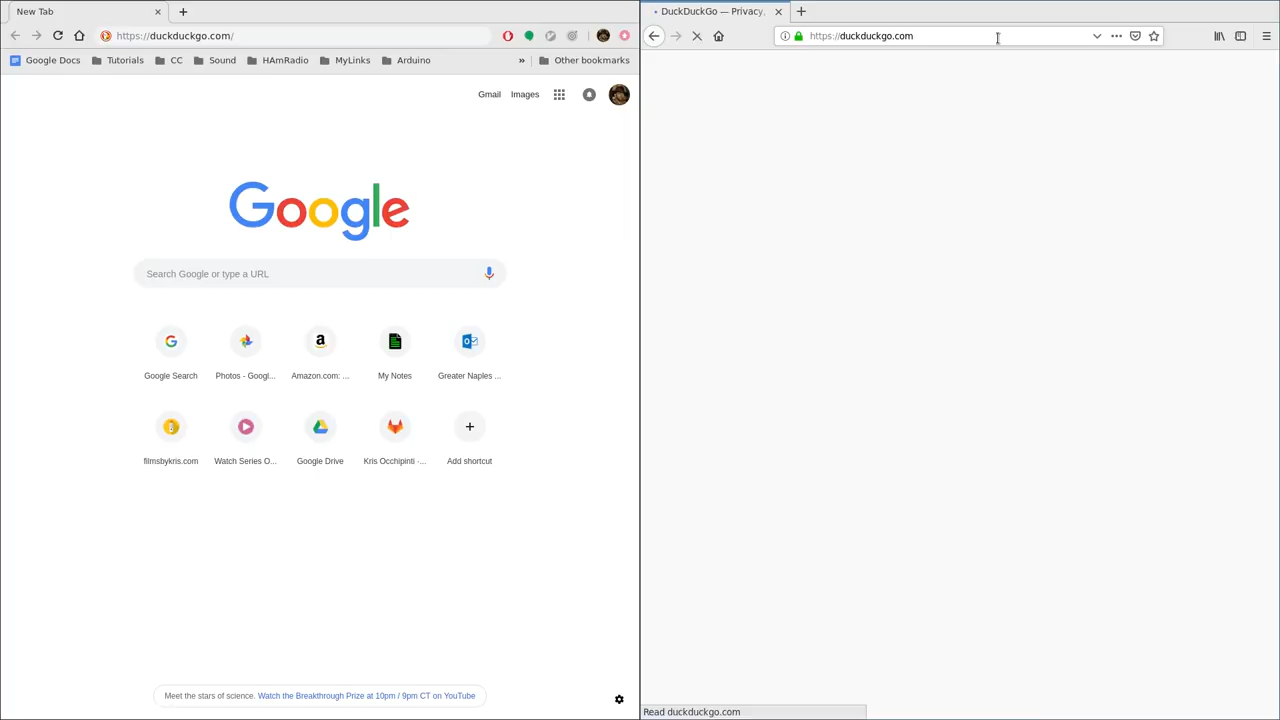 New Tab
https://duckduckgo.com/
Google Docs Tutorials CC Sound HAmRadio MyLinks Arduino » Other bookmarks
Gmail Images
Google
Search Google or type a URL
Google Search Photos - Googl... Amazon.com: ... My Notes Greater Naples ...
filmsbykris.com Watch Series O... Google Drive Kris Occhipinti -... Add shortcut
Meet the stars of science. Watch the Breakthrough Prize at 10pm / 9pm CT on YouTube
DuckDuckGo — Privacy,
https://duckduckgo.com
Read duckduckgo.com